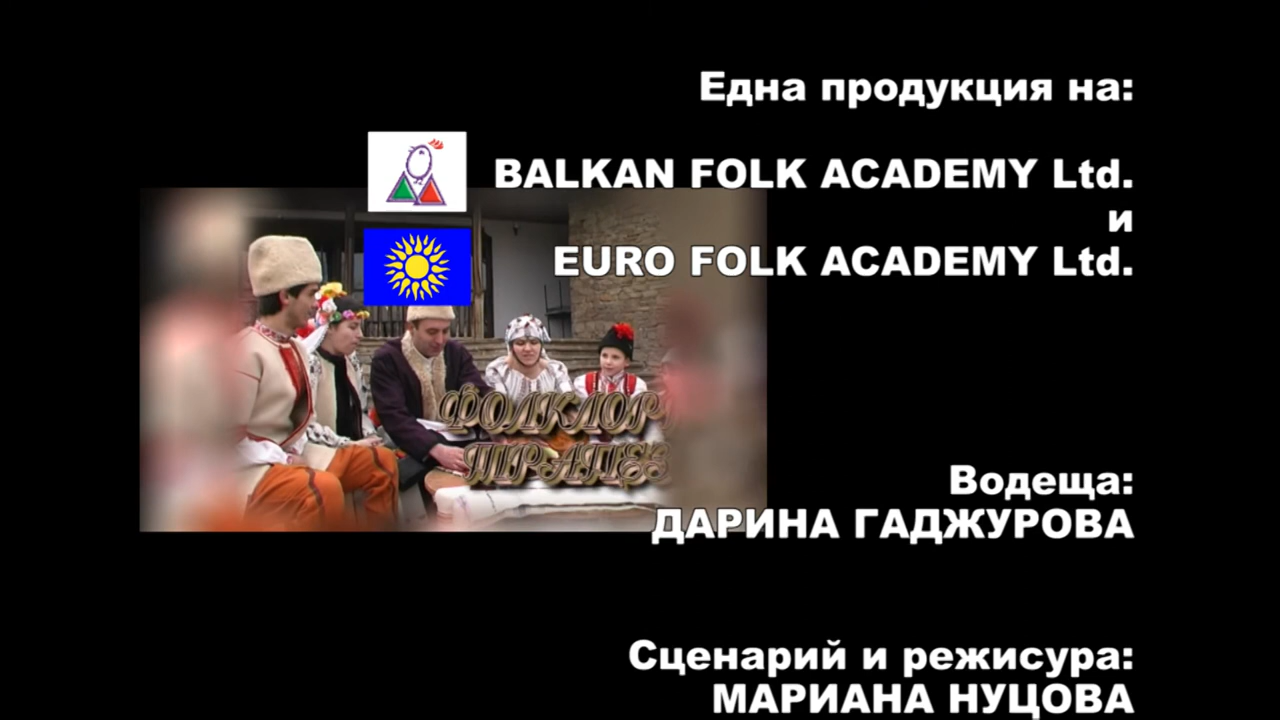 Една продукция на:
BALKAN FOLK ACADEMY Ltd.
и
EURO FOLK ACADEMY Ltd.
ФОЛКЛОР
ТРАПЕЗ
Водеща:
ДАРИНА ГАДЖУРОВА
Сценарий и режисура:
МАРИАНА НУЦОВА